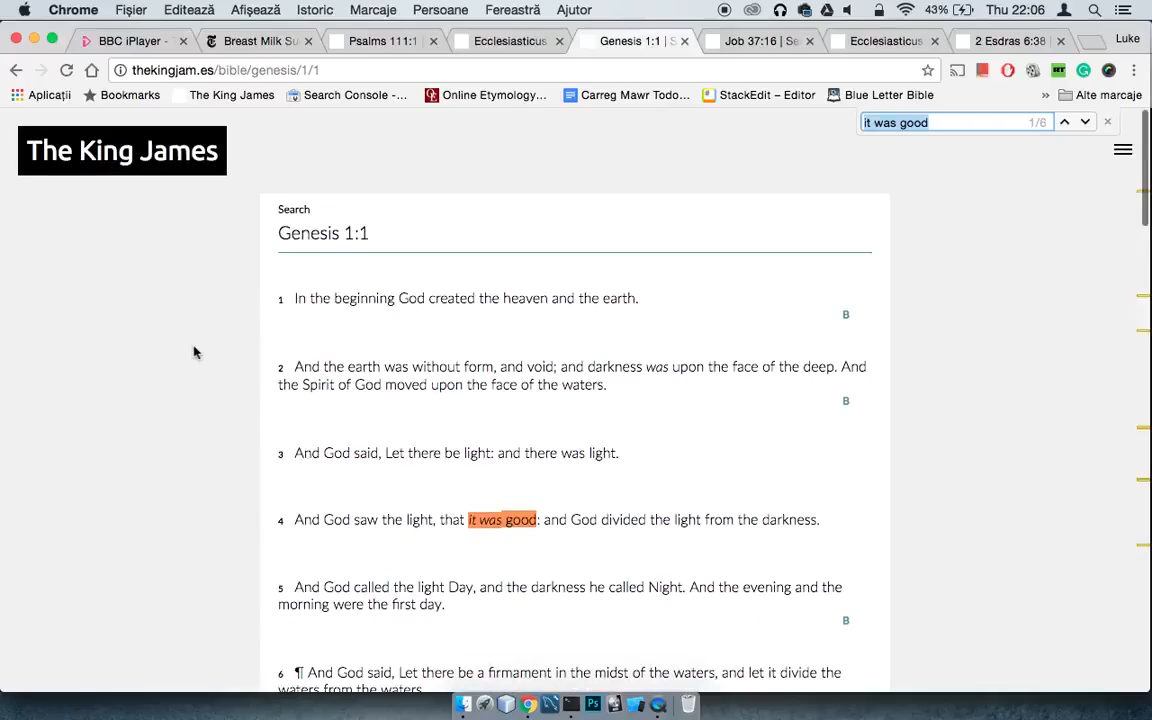 Chrome Fișier Editează Afișează Istoric Marcaje Persoane Fereastră Ajutor 43% Thu 22:06
BBC iPlayer - Breast Milk Su Psalms 111:1 | Ecclesiasticus Genesis 1:1 | S Job 37:16 | Se Ecclesiasticus 2 Esdras 6:38 | Luke
thekingjam.es/bible/genesis/1/1
Aplicații Bookmarks The King James Search Console -... Online Etymology... Carreg Mawr Todo... StackEdit – Editor Blue Letter Bible » Alte marcaje
it was good 1/6
The King James
Search
Genesis 1:1
1 In the beginning God created the heaven and the earth.
B
2 And the earth was without form, and void; and darkness was upon the face of the deep. And
the Spirit of God moved upon the face of the waters.
B
3 And God said, Let there be light: and there was light.
4 And God saw the light, that it was good: and God divided the light from the darkness.
5 And God called the light Day, and the darkness he called Night. And the evening and the
morning were the first day.
B
6 ¶ And God said, Let there be a firmament in the midst of the waters, and let it divide the
waters from the waters